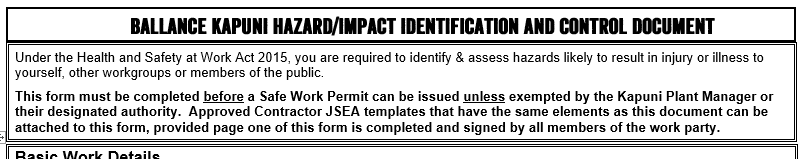 BALLANCE KAPUNI HAZARD/IMPACT IDENTIFICATION AND CONTROL DOCUMENT
Under the Health and Safety at Work Act 2015, you are required to identify & assess hazards likely to result in injury or illness to
yourself, other workgroups or members of the public.
This form must be completed before a Safe Work Permit can be issued unless exempted by the Kapuni Plant Manager or
their designated authority.  Approved Contractor JSEA templates that have the same elements as this document can be
attached to this form, provided page one of this form is completed and signed by all members of the work party.
Basic Work Details